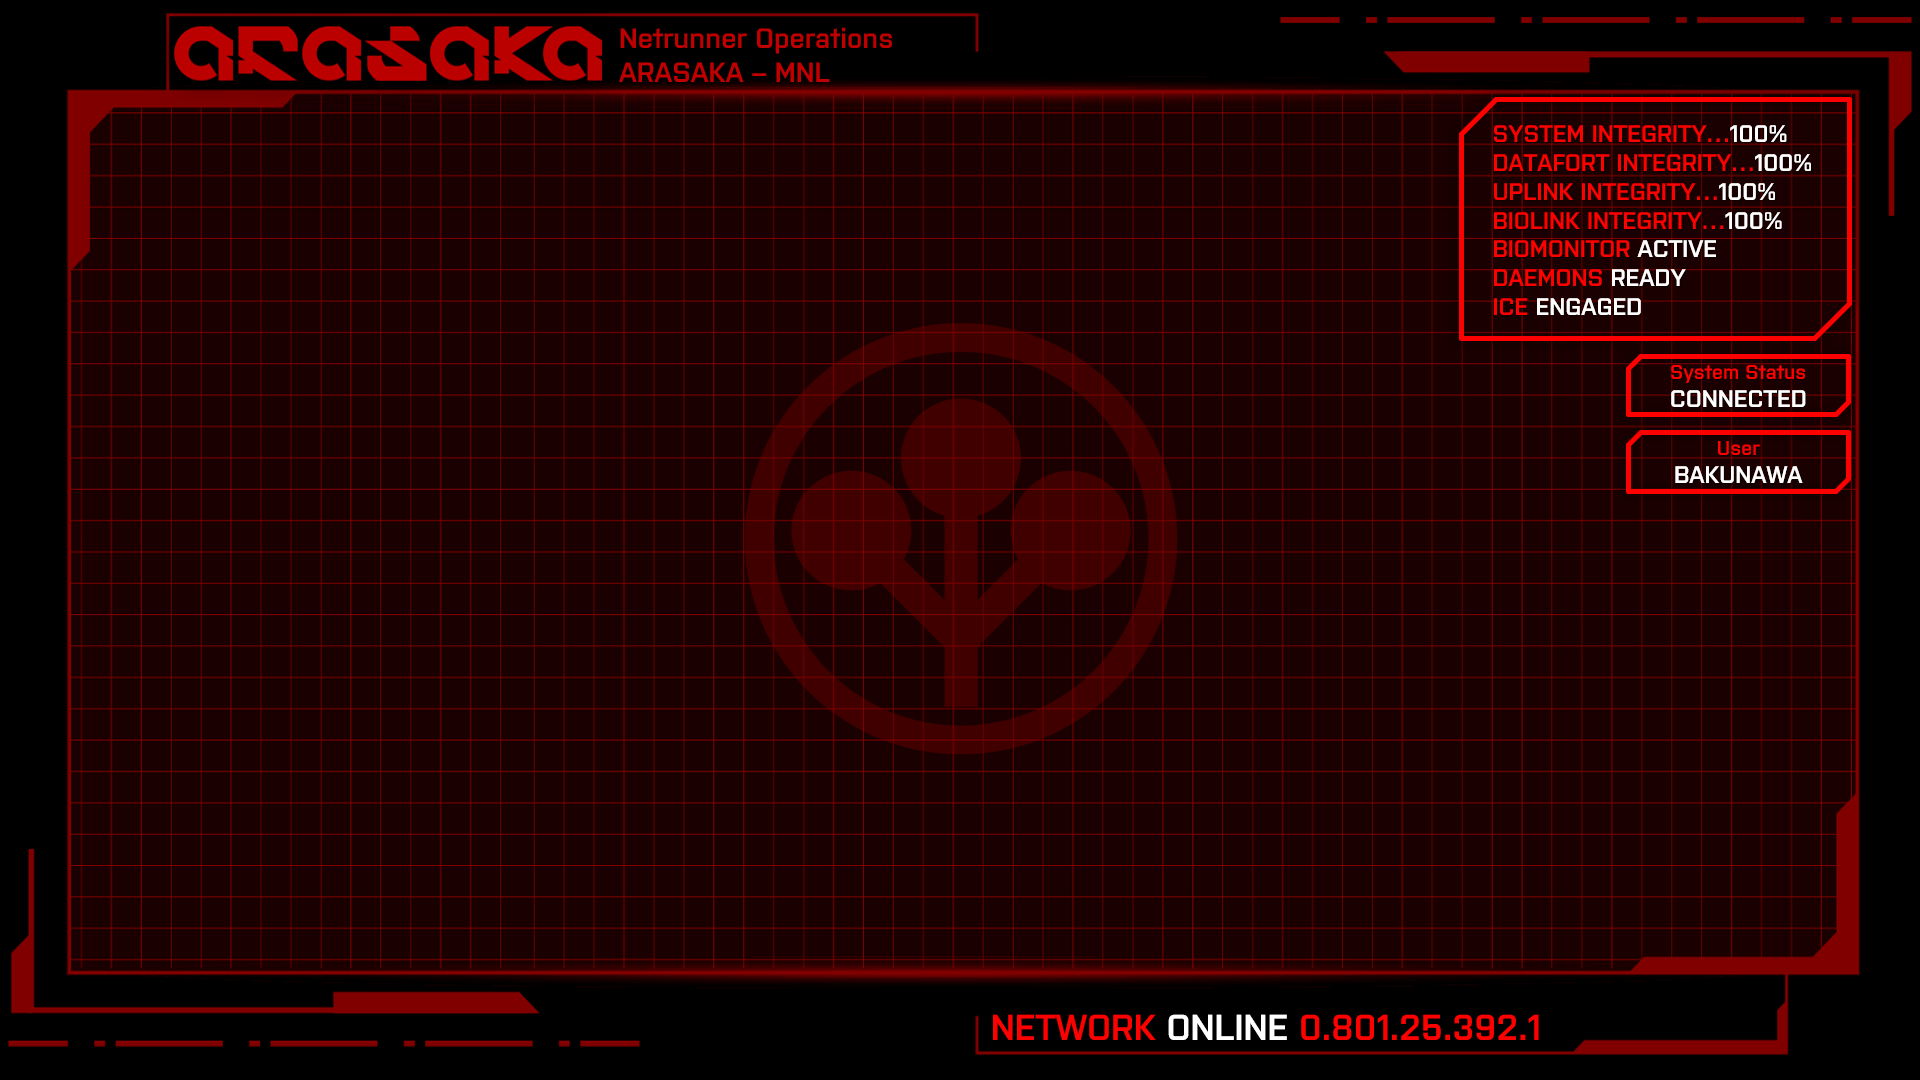 arasaka
Netrunner Operations
ARASAKA – MNL
SYSTEM INTEGRITY...100%
DATAFORT INTEGRITY...100%
UPLINK INTEGRITY...100%
BIOLINK INTEGRITY...100%
BIOMONITOR ACTIVE
DAEMONS READY
ICE ENGAGED
System Status
CONNECTED
User
BAKUNAWA
NETWORK ONLINE 0.801.25.392.1